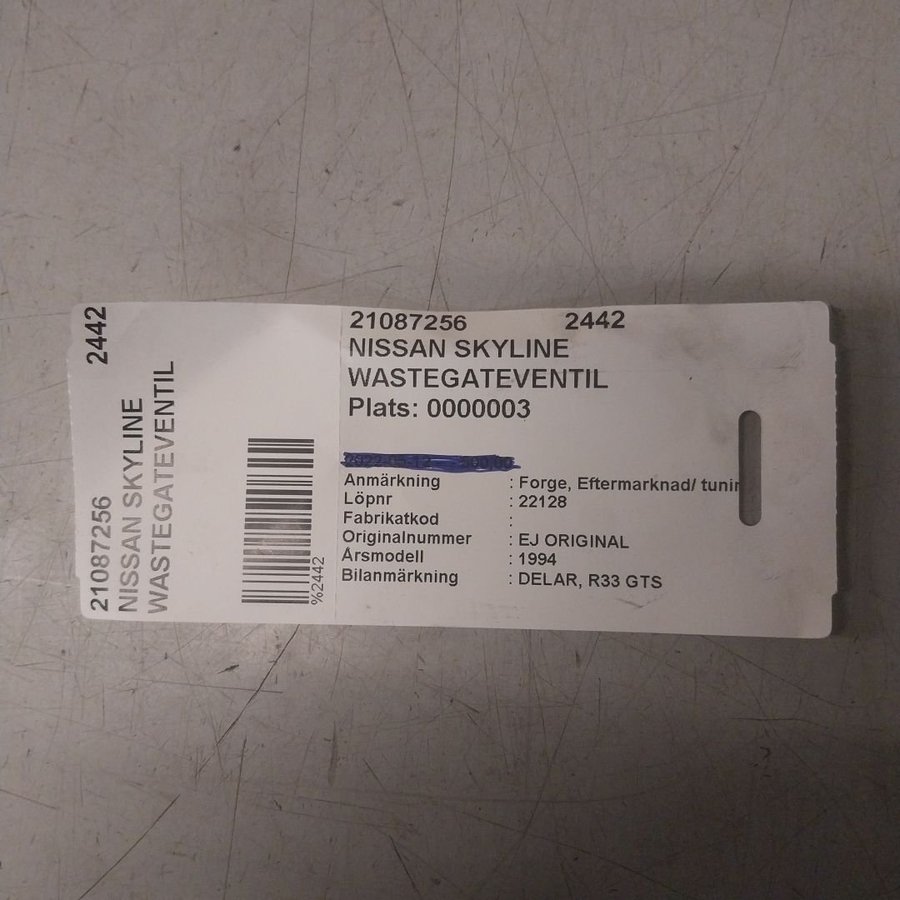 2442
21087256
NISSAN SKYLINE
WASTEGATEVENTIL
%2442
21087256 2442
NISSAN SKYLINE
WASTEGATEVENTIL
Plats: 0000003
Anmärkning : Forge, Eftermarknad/ tunin
Löpnr : 22128
Fabrikatkod :
Originalnummer : EJ ORIGINAL
Årsmodell : 1994
Bilanmärkning : DELAR, R33 GTS